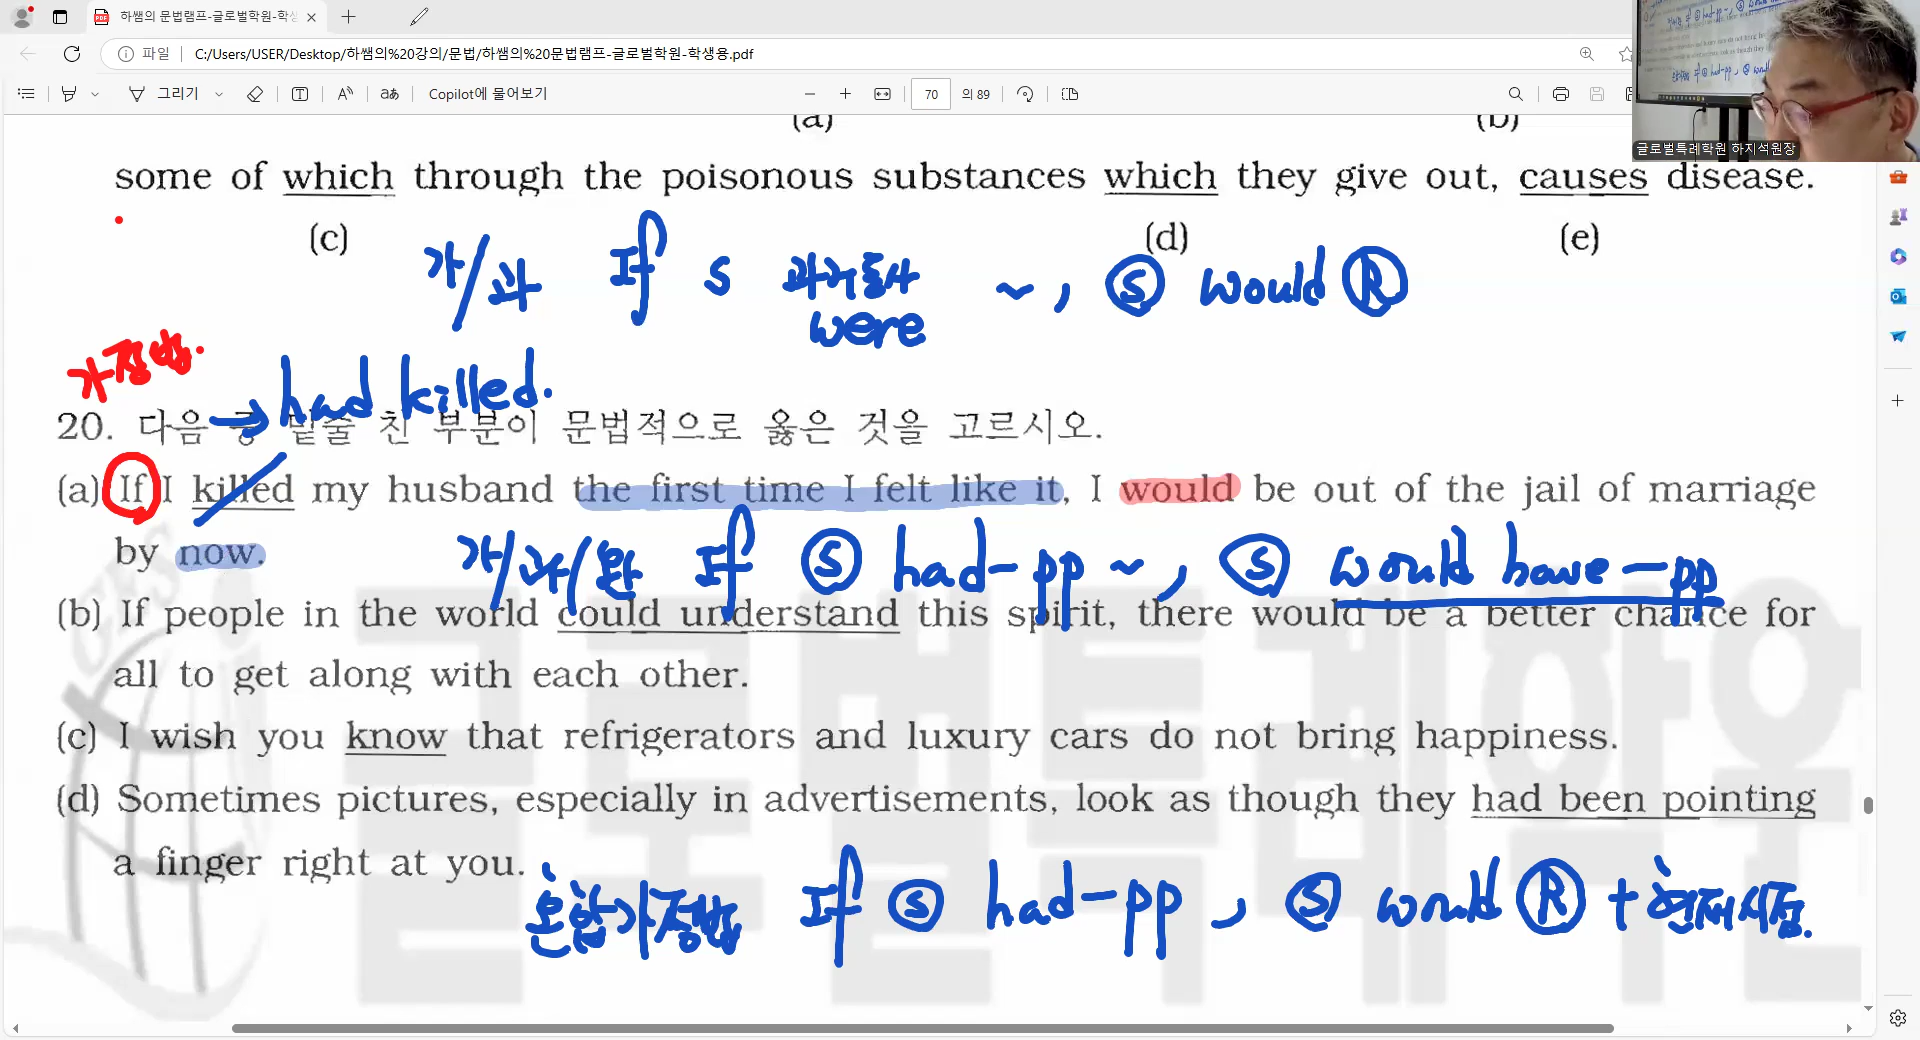 하쌤의 문법램프-글로벌학원-학생
파일 C:/Users/USER/Desktop/하쌤의%20강의/문법/하쌤의%20문법램프-글로벌학원-학생용.pdf
그리기 aあ Copilot에 물어보기 70 의 89
글로벌특례학원 하지석원장
(a) (b)
some of which through the poisonous substances which they give out, causes disease.
(c) (d) (e)
가/과 If S 과거동사 ~, S would R
were
가정법.
→ had killed.
20. 다음 중 밑줄 친 부분이 문법적으로 옳은 것을 고르시오.
(a) If I killed my husband the first time I felt like it, I would be out of the jail of marriage
by now.
가/과/완 If S had-pp ~, S would have-pp
(b) If people in the world could understand this spirit, there would be a better chance for
all to get along with each other.
(c) I wish you know that refrigerators and luxury cars do not bring happiness.
(d) Sometimes pictures, especially in advertisements, look as though they had been pointing
a finger right at you.
혼합가정법 If S had-pp, S would R + 현재시점.
글로벌특례학원